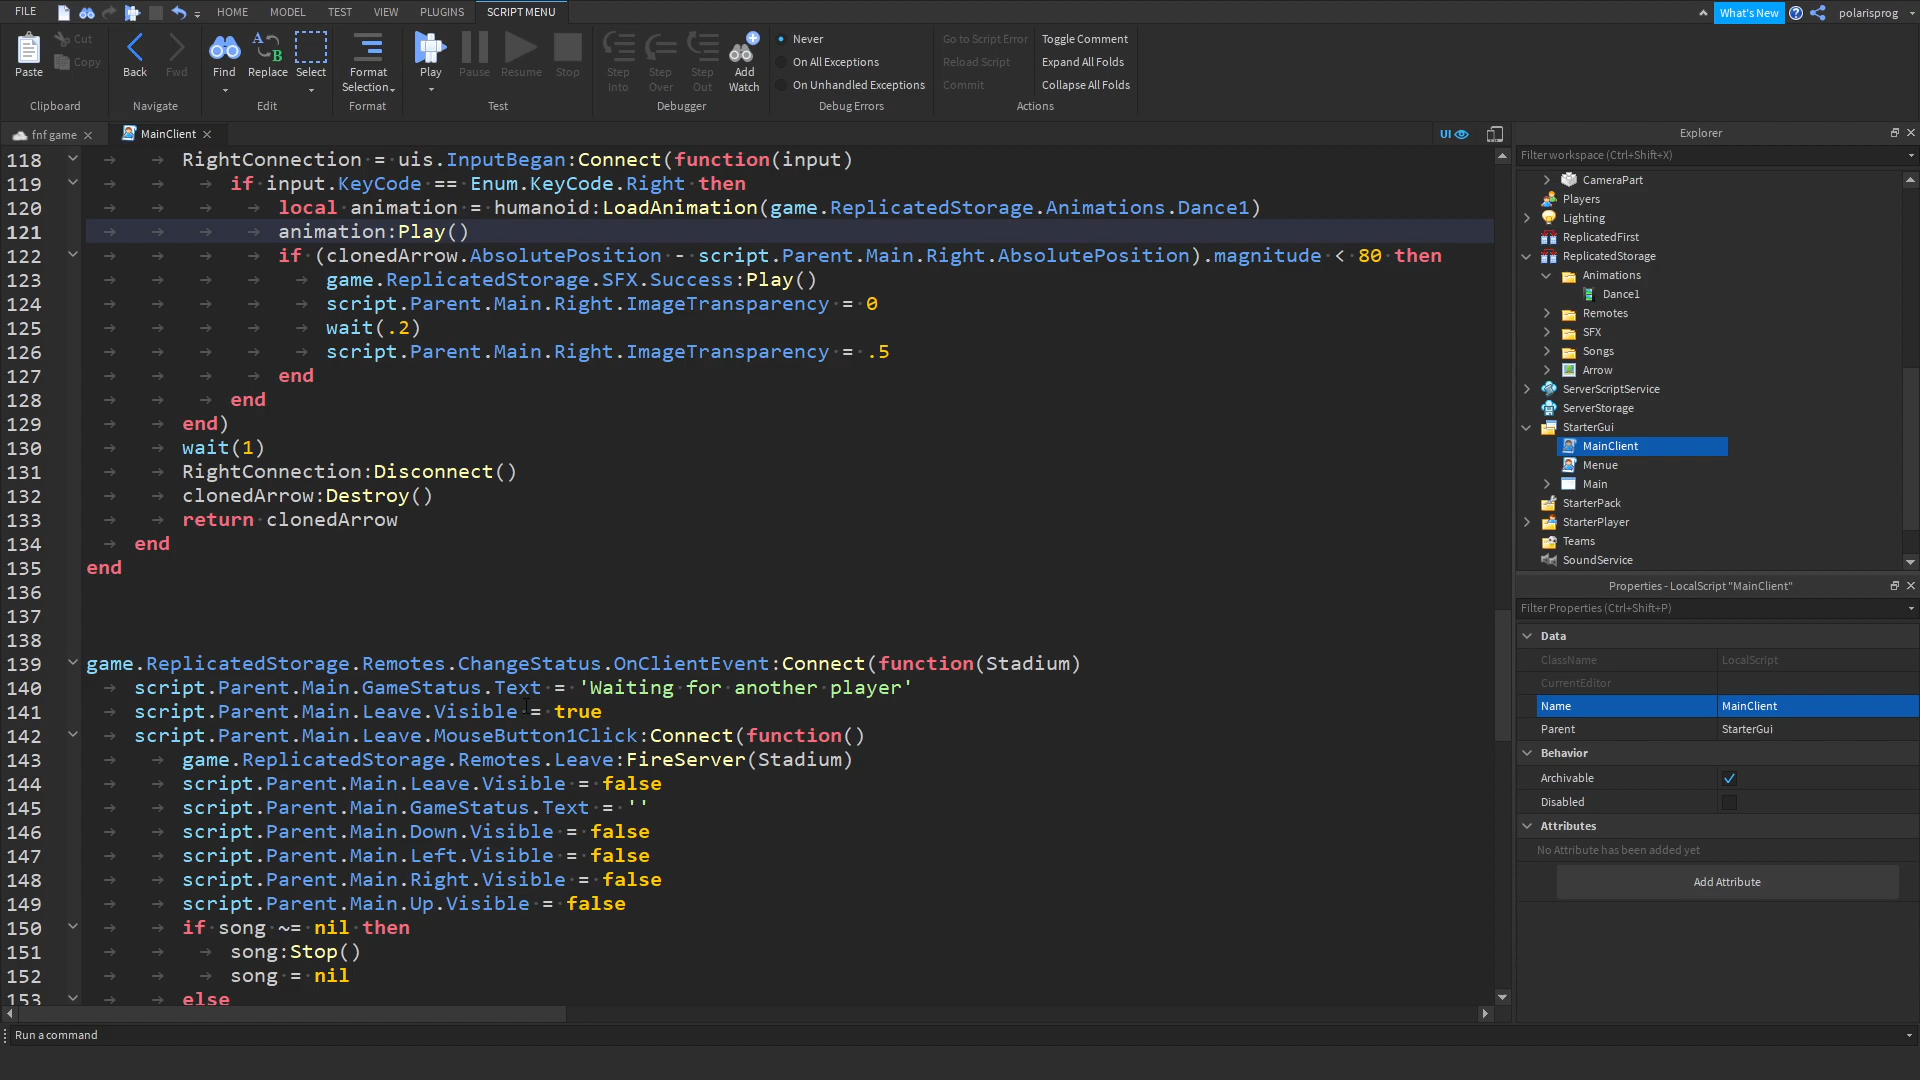 FILE HOME MODEL TEST VIEW PLUGINS SCRIPT MENU What's New polarisprog
Paste Cut Copy Back Fwd Find Replace Select Format Selection Play Pause Resume Stop Step Into Step Over Step Out Add Watch
Never Go to Script Error Toggle Comment
On All Exceptions Reload Script Expand All Folds
On Unhandled Exceptions Commit Collapse All Folds
Clipboard Navigate Edit Format Test Debugger Debug Errors Actions
fnf game MainClient UI
118 RightConnection = uis.InputBegan:Connect(function(input)
119 if input.KeyCode == Enum.KeyCode.Right then
120 local animation = humanoid:LoadAnimation(game.ReplicatedStorage.Animations.Dance1)
121 animation:Play()
122 if (clonedArrow.AbsolutePosition - script.Parent.Main.Right.AbsolutePosition).magnitude < 80 then
123 game.ReplicatedStorage.SFX.Success:Play()
124 script.Parent.Main.Right.ImageTransparency = 0
125 wait(.2)
126 script.Parent.Main.Right.ImageTransparency = .5
127 end
128 end
129 end)
130 wait(1)
131 RightConnection:Disconnect()
132 clonedArrow:Destroy()
133 return clonedArrow
134 end
135 end
136
137
138
139 game.ReplicatedStorage.Remotes.ChangeStatus.OnClientEvent:Connect(function(Stadium)
140 script.Parent.Main.GameStatus.Text = 'Waiting for another player'
141 script.Parent.Main.Leave.Visible = true
142 script.Parent.Main.Leave.MouseButton1Click:Connect(function()
143 game.ReplicatedStorage.Remotes.Leave:FireServer(Stadium)
144 script.Parent.Main.Leave.Visible = false
145 script.Parent.Main.GameStatus.Text = ''
146 script.Parent.Main.Down.Visible = false
147 script.Parent.Main.Left.Visible = false
148 script.Parent.Main.Right.Visible = false
149 script.Parent.Main.Up.Visible = false
150 if song ~= nil then
151 song:Stop()
152 song = nil
153 else
Run a command
Explorer
Filter workspace (Ctrl+Shift+X)
CameraPart
Players
Lighting
ReplicatedFirst
ReplicatedStorage
Animations
Dance1
Remotes
SFX
Songs
Arrow
ServerScriptService
ServerStorage
StarterGui
MainClient
Menue
Main
StarterPack
StarterPlayer
Teams
SoundService
Properties - LocalScript "MainClient"
Filter Properties (Ctrl+Shift+P)
Data
ClassName LocalScript
CurrentEditor
Name MainClient
Parent StarterGui
Behavior
Archivable
Disabled
Attributes
No Attribute has been added yet
Add Attribute